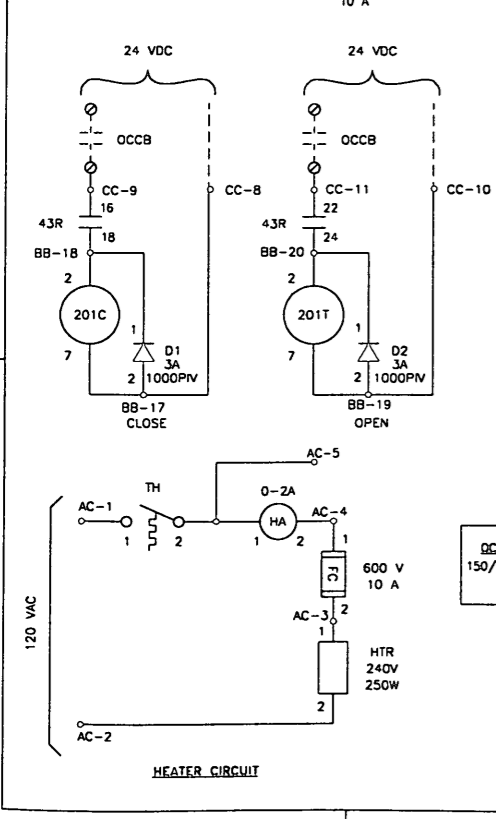 10 A
24 VDC
24 VDC
OCCB
OCCB
CC-9
CC-8
CC-11
CC-10
16
22
43R
43R
18
24
BB-18
BB-20
2
2
201C
201T
1
1
7
7
D1
3A
1000PIV
2
D2
3A
1000PIV
2
BB-17
CLOSE
BB-19
OPEN
AC-5
TH
0-2A
AC-1
AC-4
HA
1
2
1
2
1
FC
600 V
10 A
2
AC-3
1
120 VAC
HTR
240V
250W
2
AC-2
150/
HEATER CIRCUIT